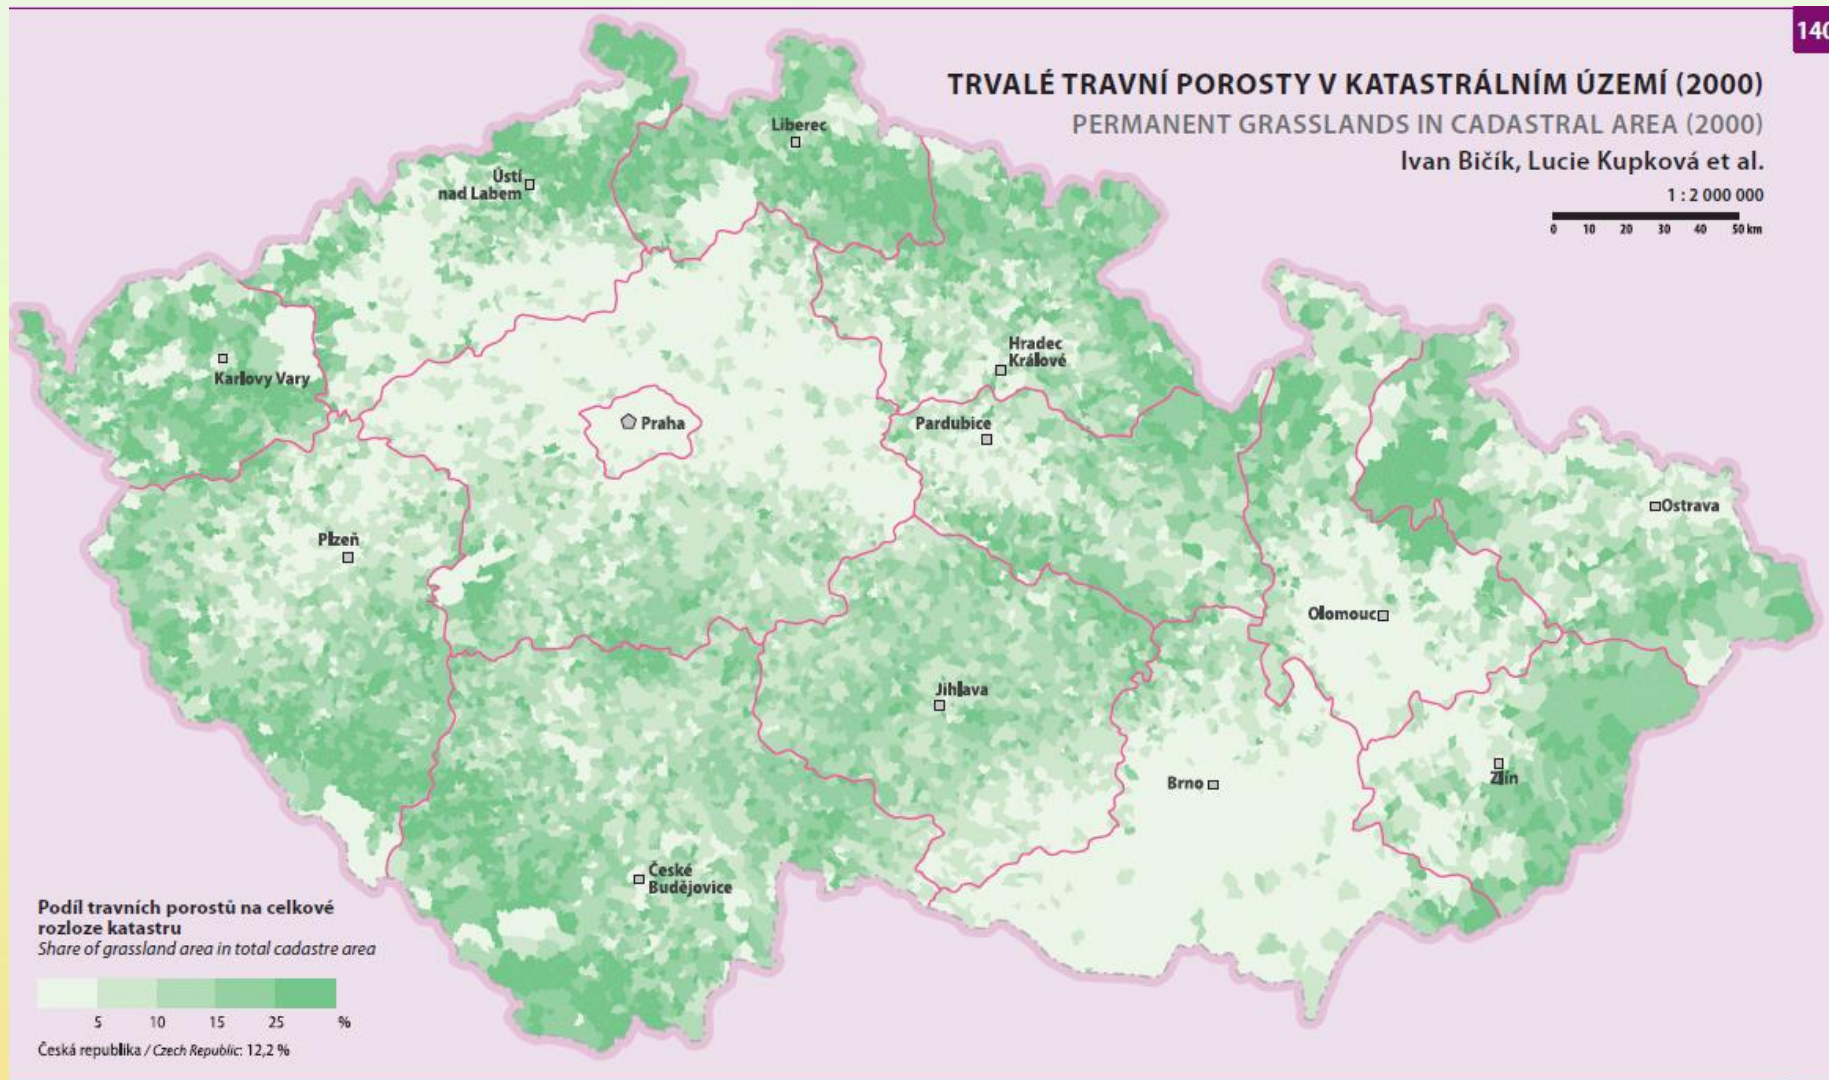 140
TRVALÉ TRAVNÍ POROSTY V KATASTRÁLNÍM ÚZEMÍ (2000)
PERMANENT GRASSLANDS IN CADASTRAL AREA (2000)
Ivan Bičík, Lucie Kupková et al.
1 : 2 000 000
0 10 20 30 40 50 km
Liberec
Ústí
nad Labem
Karlovy Vary
Hradec
Králové
Praha
Pardubice
Plzeň
Ostrava
Olomouc
Jihlava
Brno
Zlín
České
Budějovice
Podíl travních porostů na celkové
rozloze katastru
Share of grassland area in total cadastre area
5 10 15 25 %
Česká republika / Czech Republic: 12,2 %